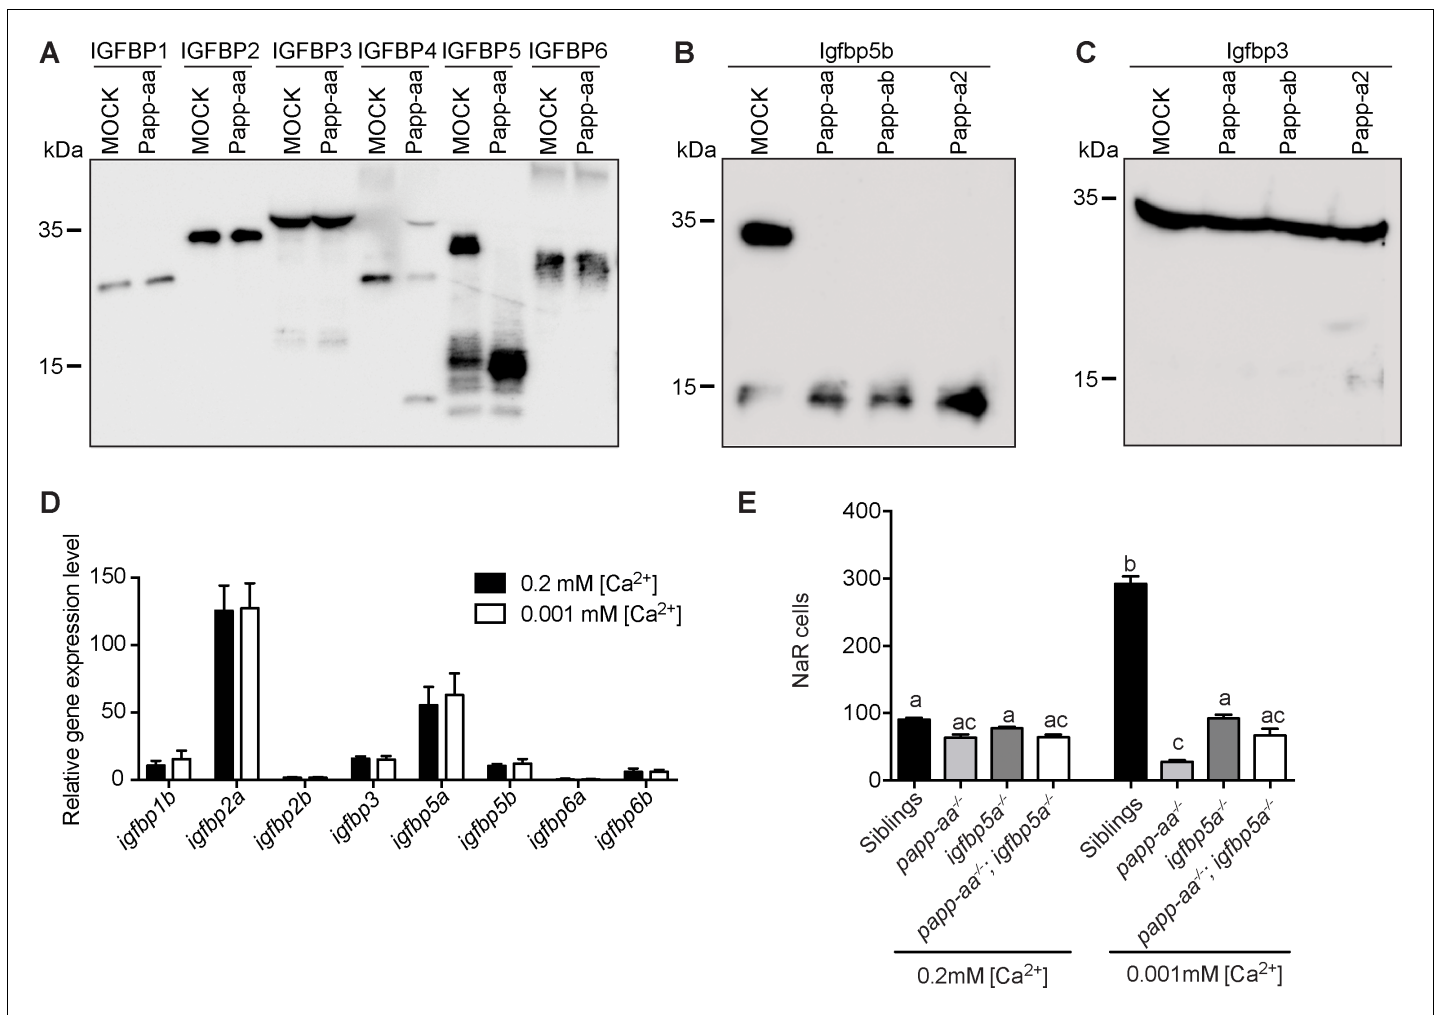 A
IGFBP1 IGFBP2 IGFBP3 IGFBP4 IGFBP5 IGFBP6
MOCK Papp-aa MOCK Papp-aa MOCK Papp-aa MOCK Papp-aa MOCK Papp-aa MOCK Papp-aa
kDa
35
15
B
Igfbp5b
MOCK Papp-aa Papp-ab Papp-a2
kDa
35
15
C
Igfbp3
MOCK Papp-aa Papp-ab Papp-a2
kDa
35
15
D
Relative gene expression level
150
100
50
0
0.2 mM [Ca2+]
0.001 mM [Ca2+]
igfbp1b igfbp2a igfbp2b igfbp3 igfbp5a igfbp5b igfbp6a igfbp6b
E
NaR cells
400
300
200
100
0
a ac a ac b c a ac
Siblings papp-aa-/- igfbp5a-/- papp-aa-/-; igfbp5a-/- Siblings papp-aa-/- igfbp5a-/- papp-aa-/-; igfbp5a-/-
0.2mM [Ca2+] 0.001mM [Ca2+]